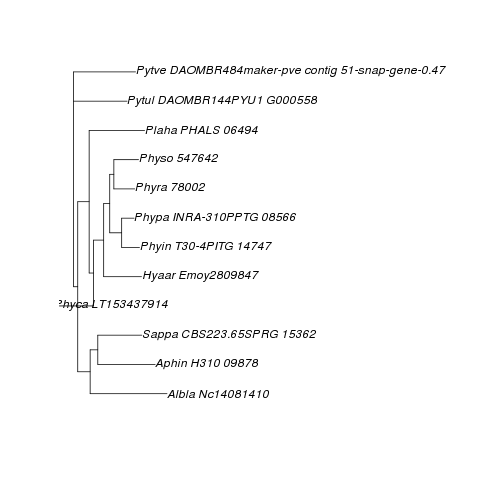 Pytve DAOMBR484maker-pve contig 51-snap-gene-0.47
Pytul DAOMBR144PYU1 G000558
Plaha PHALS 06494
Physo 547642
Phyra 78002
Phypa INRA-310PPTG 08566
Phyin T30-4PITG 14747
Hyaar Emoy2809847
Phyca LT153437914
Sappa CBS223.65SPRG 15362
Aphin H310 09878
Albla Nc14081410